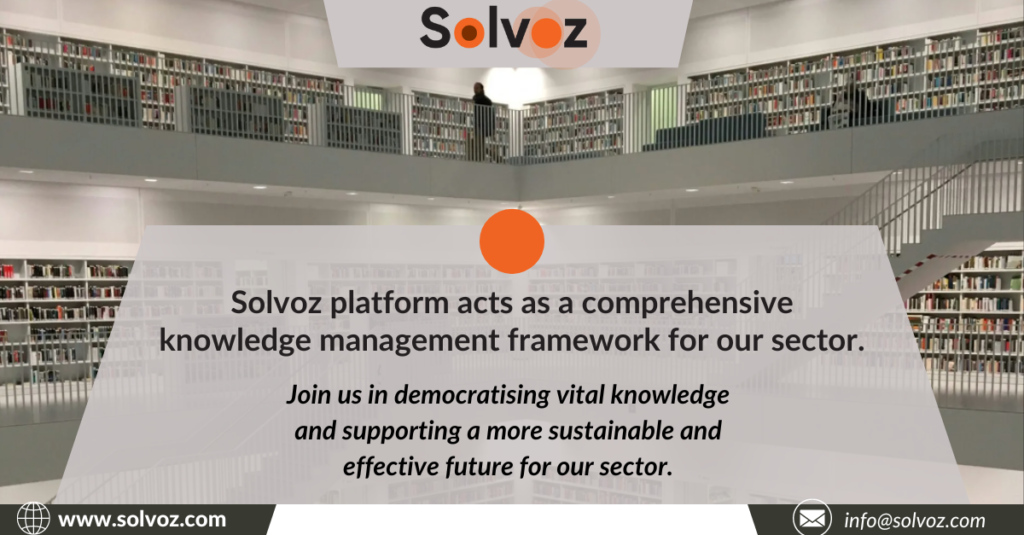 Solvoz
Solvoz platform acts as a comprehensive
knowledge management framework for our sector.
Join us in democratising vital knowledge
and supporting a more sustainable and
effective future for our sector.
www.solvoz.com
info@solvoz.com